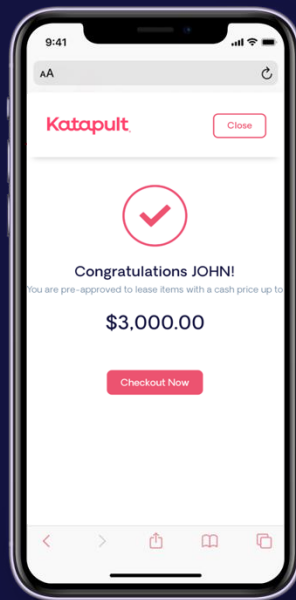 9:41
AA
Katapult
Close
Congratulations JOHN!
You are pre-approved to lease items with a cash price up to
$3,000.00
Checkout Now